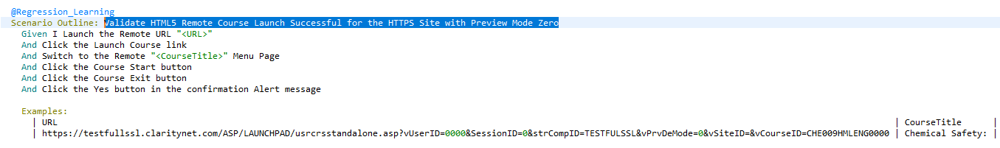 @Regression_Learning
Scenario Outline: Validate HTML5 Remote Course Launch Successful for the HTTPS Site with Preview Mode Zero
Given I Launch the Remote URL "<URL>"
And Click the Launch Course link
And Switch to the Remote "<CourseTitle>" Menu Page
And Click the Course Start button
And Click the Course Exit button
And Click the Yes button in the confirmation Alert message
Examples:
| URL | CourseTitle |
| https://testfullssl.claritynet.com/ASP/LAUNCHPAD/usrcrsstandalone.asp?vUserID=0000&SessionID=0&strCompID=TESTFULSSL&vPrvDeMode=0&vSiteID=&vCourseID=CHE009HMLENG0000 | Chemical Safety: |